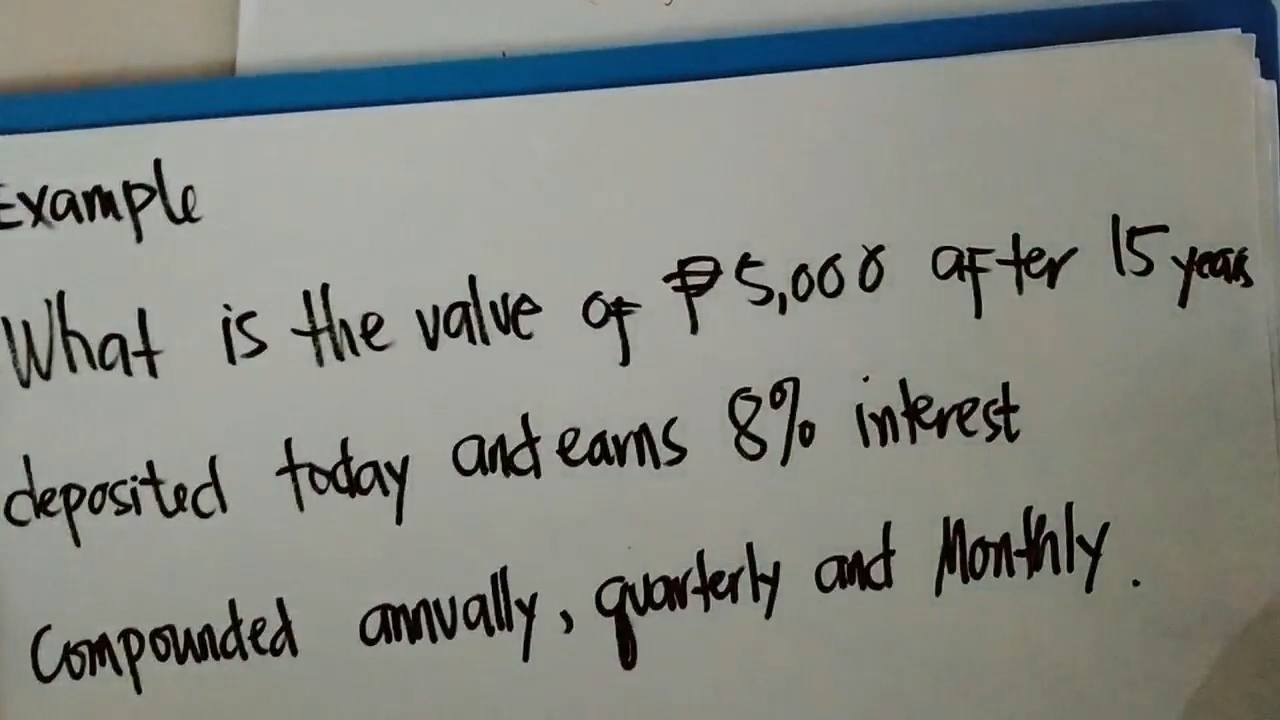 Example
What is the value of ₱5,000 after 15 years
deposited today and earns 8% interest
compounded annually, quarterly and Monthly.